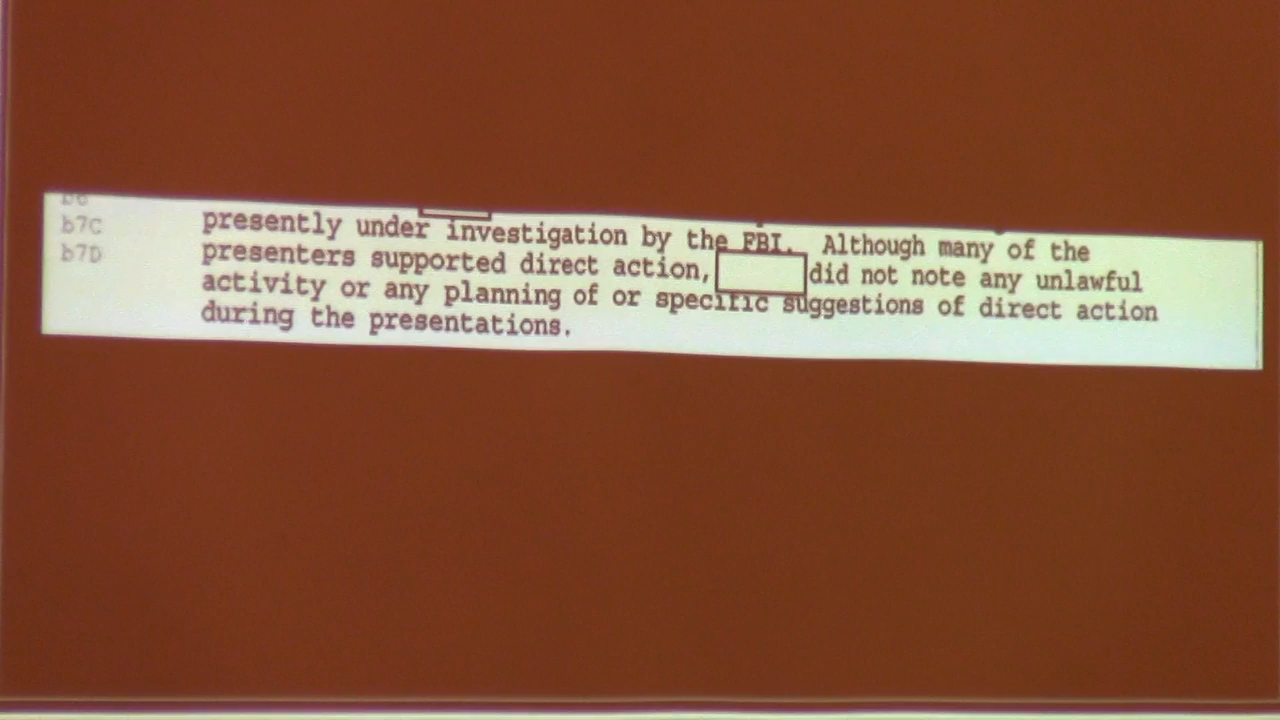 b6
b7C presently under investigation by the FBI. Although many of the
b7D presenters supported direct action, did not note any unlawful
activity or any planning of or specific suggestions of direct action
during the presentations.